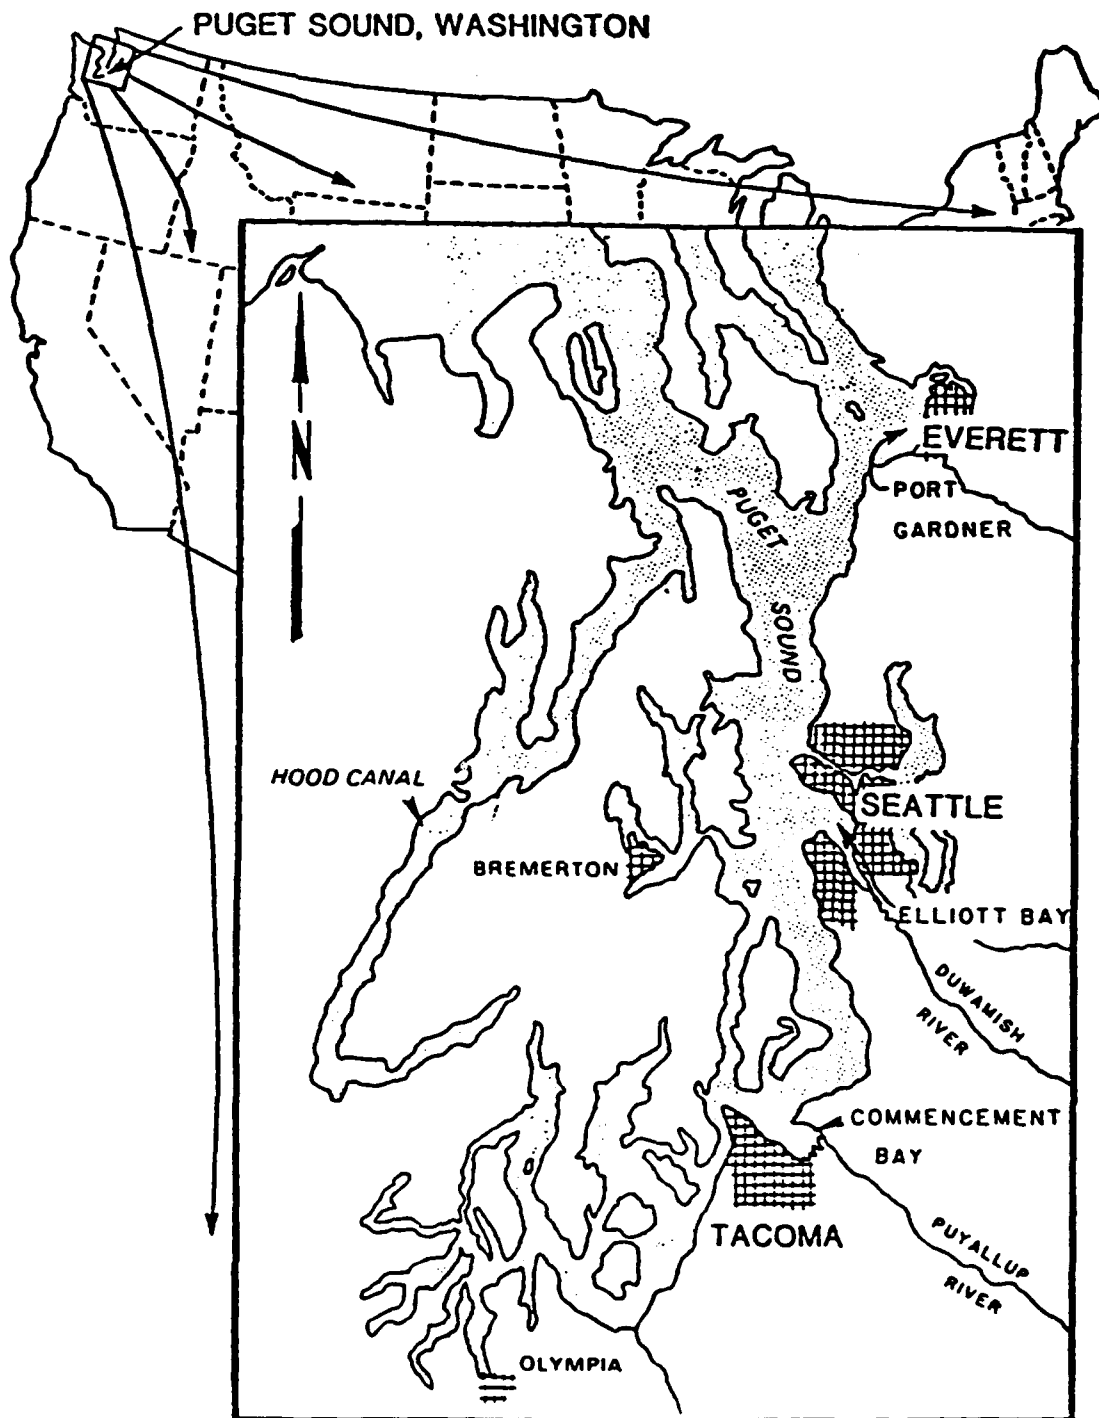 PUGET SOUND, WASHINGTON
N
EVERETT
PORT
GARDNER
PUGET
SOUND
HOOD CANAL
SEATTLE
BREMERTON
ELLIOTT BAY
DUWAMISH
RIVER
COMMENCEMENT
BAY
TACOMA
PUYALLUP
RIVER
OLYMPIA